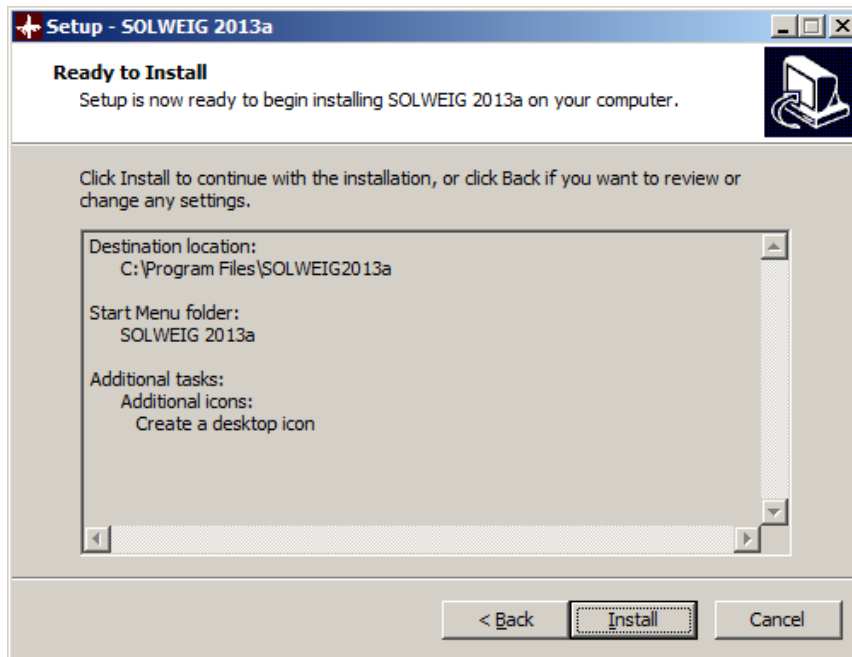 Setup - SOLWEIG 2013a
Ready to Install
Setup is now ready to begin installing SOLWEIG 2013a on your computer.
Click Install to continue with the installation, or click Back if you want to review or
change any settings.
Destination location:
C:\Program Files\SOLWEIG2013a
Start Menu folder:
SOLWEIG 2013a
Additional tasks:
Additional icons:
Create a desktop icon
< Back
Install
Cancel